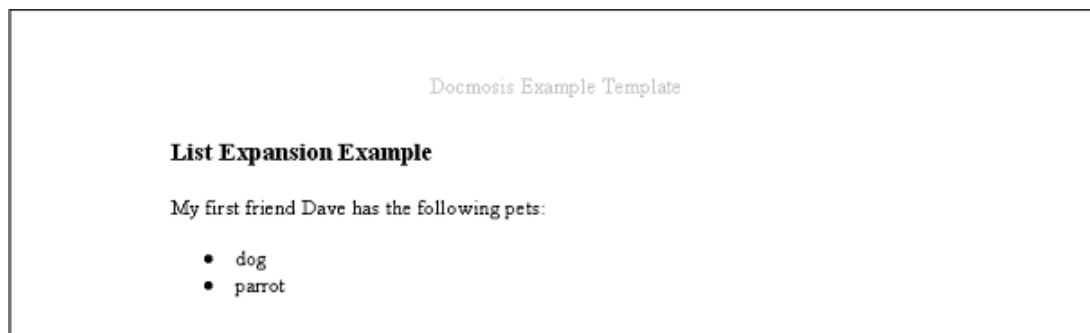 Docmosis Example Template
List Expansion Example
My first friend Dave has the following pets:
● dog
● parrot